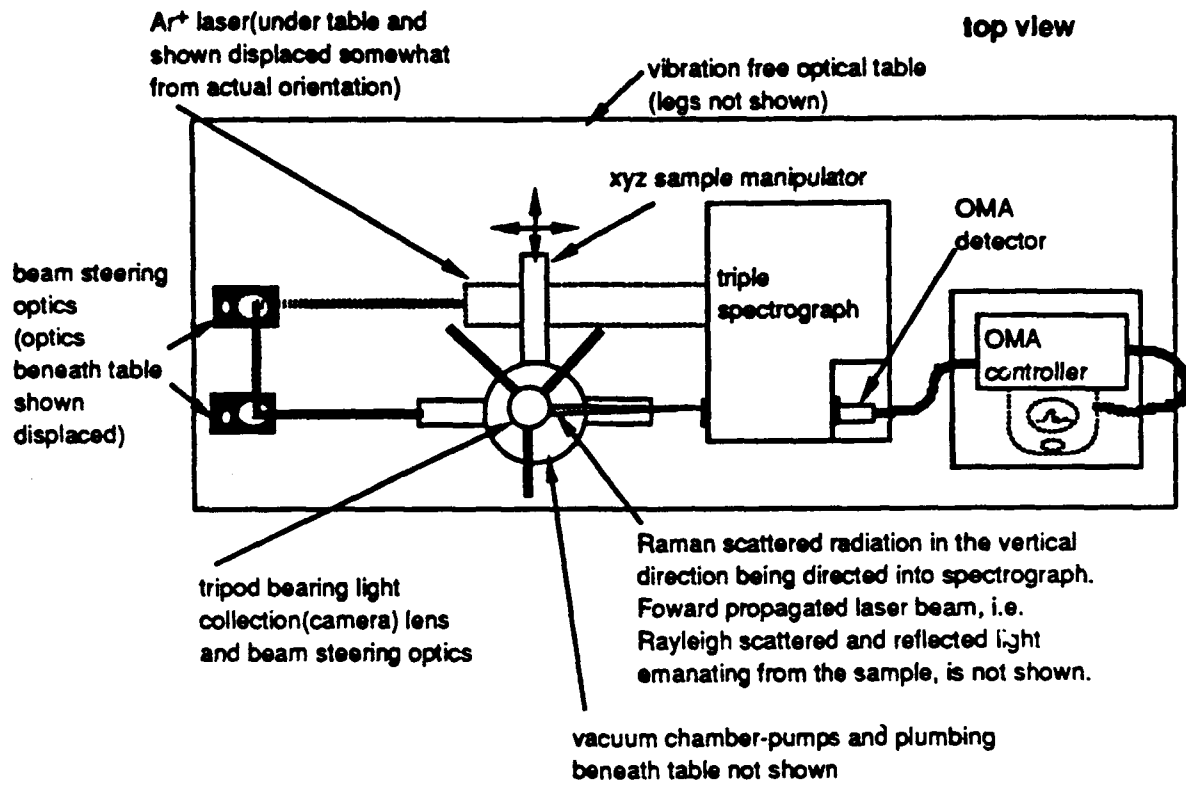 Ar+ laser(under table and
shown displaced somewhat
from actual orientation)
top view
vibration free optical table
(legs not shown)
xyz sample manipulator
OMA
detector
beam steering
optics
(optics
beneath table
shown
displaced)
triple
spectrograph
OMA
controller
tripod bearing light
collection(camera) lens
and beam steering optics
Raman scattered radiation in the vertical
direction being directed into spectrograph.
Foward propagated laser beam, i.e.
Rayleigh scattered and reflected light
emanating from the sample, is not shown.
vacuum chamber-pumps and plumbing
beneath table not shown